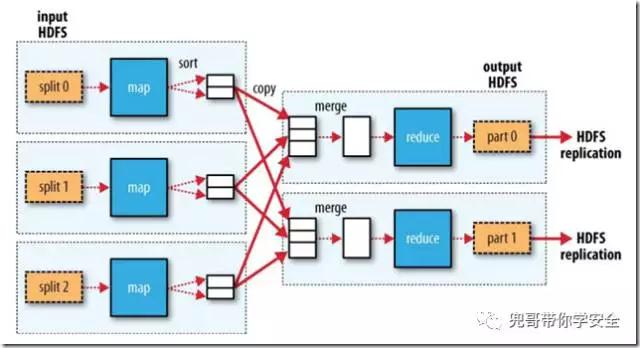 input
HDFS
split 0
map
sort
copy
split 1
map
split 2
map
output
HDFS
merge
reduce
part 0
HDFS
replication
merge
reduce
part 1
HDFS
replication
兜哥带你学安全